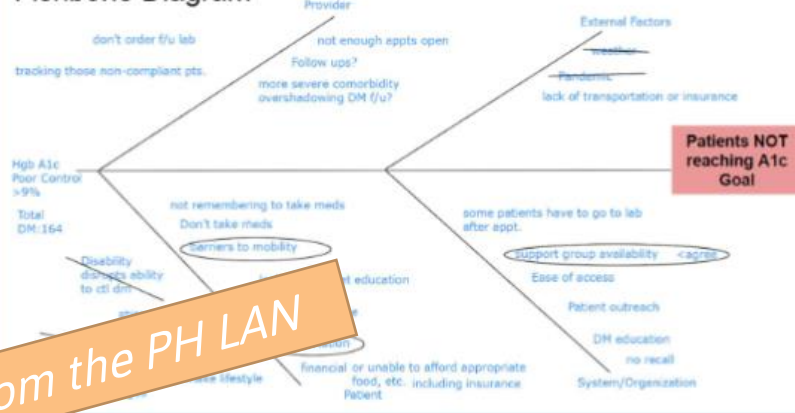 Provider
External Factors
don't order f/u lab
not enough appts open
weather
Follow ups?
tracking those non-compliant pts.
Pandemic
more severe comorbidity
overshadowing DM f/u?
lack of transportation or insurance
Patients NOT
reaching A1c
Goal
Hgb A1c
Poor Control
>9%
Total
DM:164
not remembering to take meds
Don't take meds
barriers to mobility
some patients have to go to lab
after appt.
support group availability <agree
Disability
disrupts ability
to ctl dm
education
Ease of access
Patient outreach
om the PH LAN
DM education
no recall
financial or unable to afford appropriate
food, etc. including insurance
lifestyle
Patient
System/Organization